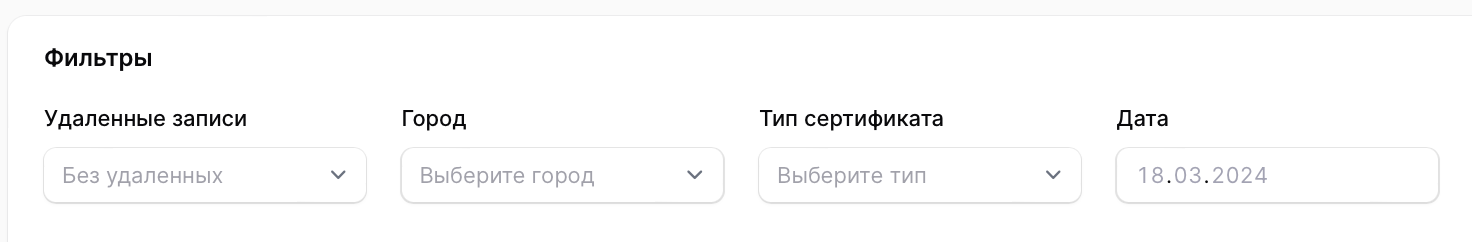 Фильтры
Удаленные записи
Город
Тип сертификата
Дата
Без удаленных
Выберите город
Выберите тип
18.03.2024